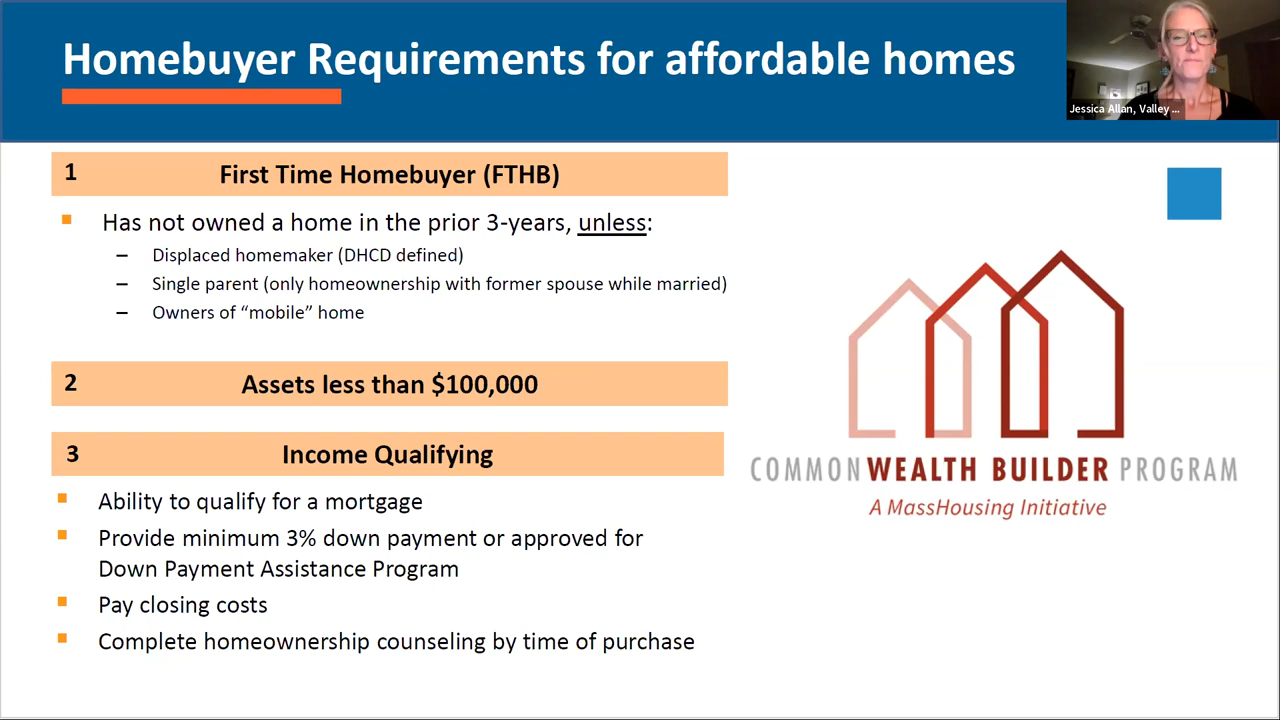 Homebuyer Requirements for affordable homes
Jessica Allan, Valley ...
1 First Time Homebuyer (FTHB)
▪ Has not owned a home in the prior 3-years, unless:
– Displaced homemaker (DHCD defined)
– Single parent (only homeownership with former spouse while married)
– Owners of “mobile” home
2 Assets less than $100,000
3 Income Qualifying
▪ Ability to qualify for a mortgage
▪ Provide minimum 3% down payment or approved for
Down Payment Assistance Program
▪ Pay closing costs
▪ Complete homeownership counseling by time of purchase
COMMONWEALTH BUILDER PROGRAM
A MassHousing Initiative